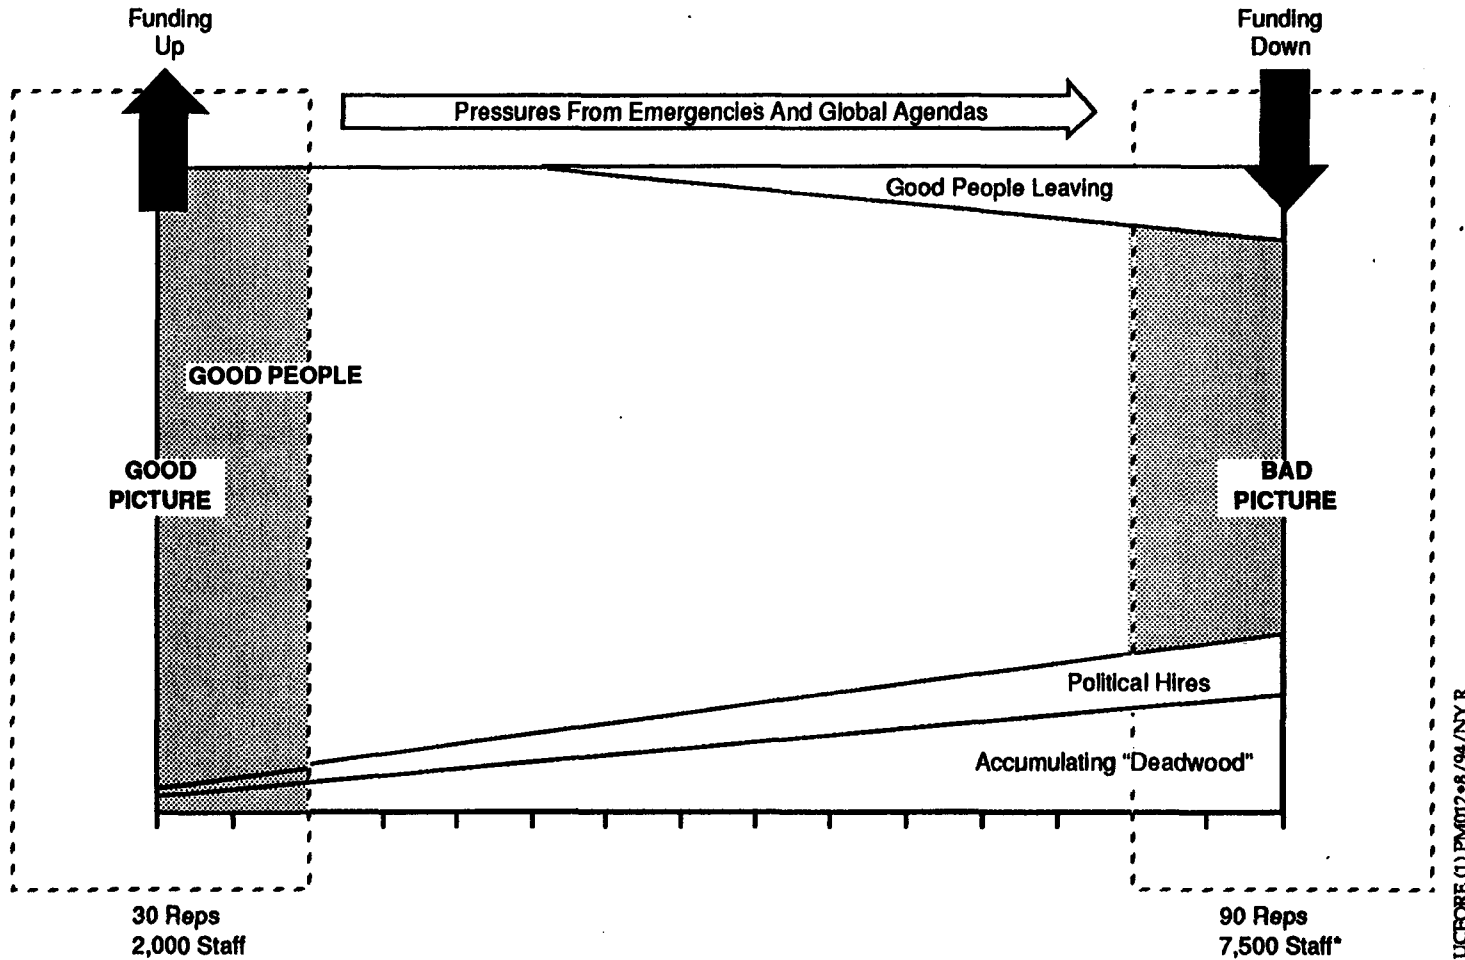 Funding
Up
Funding
Down
Pressures From Emergencies And Global Agendas
Good People Leaving
GOOD PEOPLE
GOOD
PICTURE
BAD
PICTURE
Political Hires
Accumulating "Deadwood"
30 Reps
2,000 Staff
90 Reps
7,500 Staff*